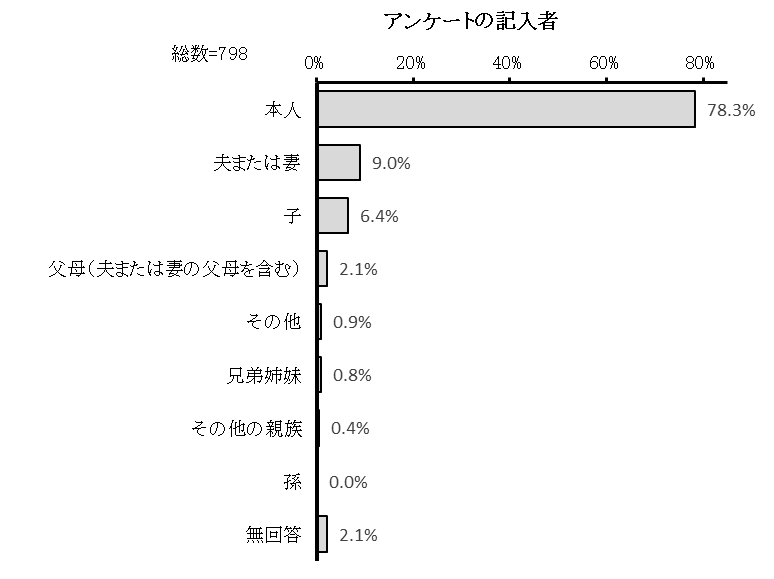 アンケートの記入者
総数=798
0% 20% 40% 60% 80%
本人 78.3%
夫または妻 9.0%
子 6.4%
父母（夫または妻の父母を含む） 2.1%
その他 0.9%
兄弟姉妹 0.8%
その他の親族 0.4%
孫 0.0%
無回答 2.1%